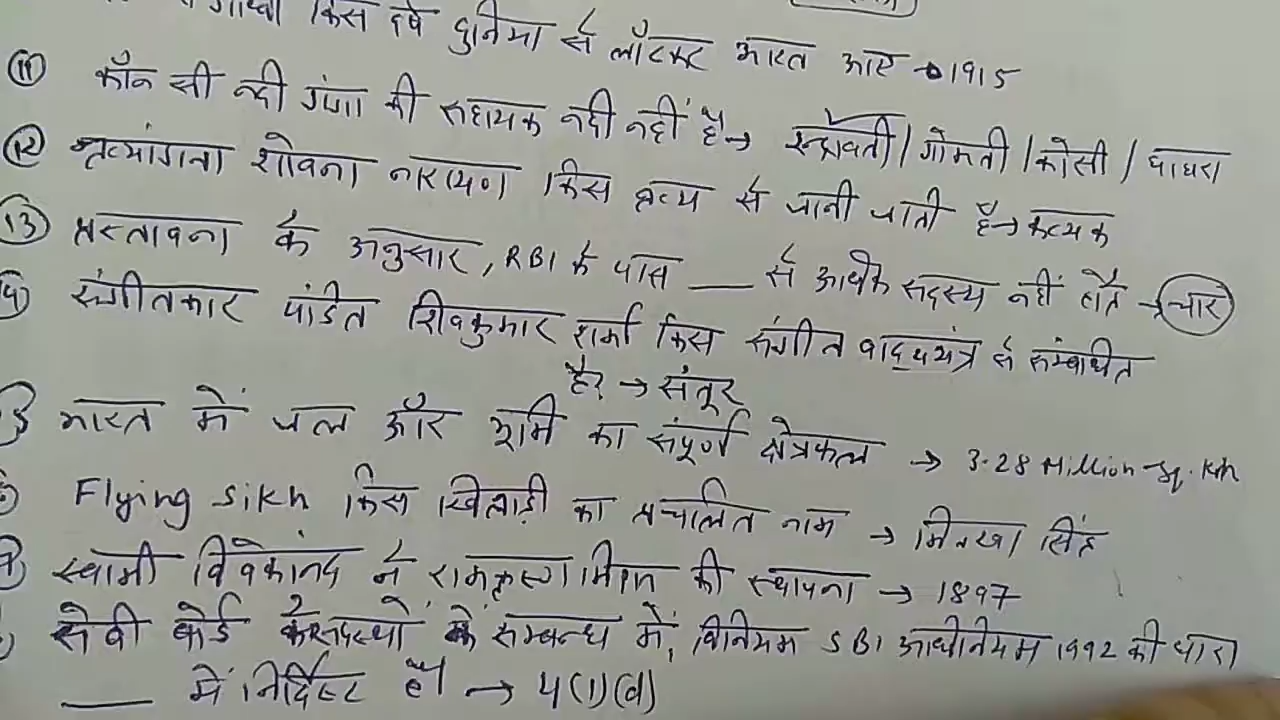 किस वर्ष दुनिया से लौटकर भारत आए → 1915
(11) कौन सी नदी गंगा की सहायक नदी नहीं है → इन्द्रावती / गोमती / कोसी / घाघरा
(12) नृत्यांगना शोवना नारायण किस नृत्य से जानी जाती है → कत्थक
(13) प्रस्तावना के अनुसार, RBI के पास ___ से अधिक सदस्य नहीं होते → चार
संगीतकार पंडित शिवकुमार शर्मा किस संगीत वाद्ययंत्र से सम्बंधित
है? → संतूर
भारत में जल और भूमि का संपूर्ण क्षेत्रफल → 3.28 Million Sq. Km
Flying Sikh किस खिलाड़ी का प्रचलित नाम → मिल्खा सिंह
स्वामी विवेकानंद ने रामकृष्ण मिशन की स्थापना → 1897
सेबी बोर्ड के सदस्यों के सम्बन्ध में, विनियम SBI अधिनियम 1992 की धारा
___ में निर्दिष्ट है → 4(1)(d)